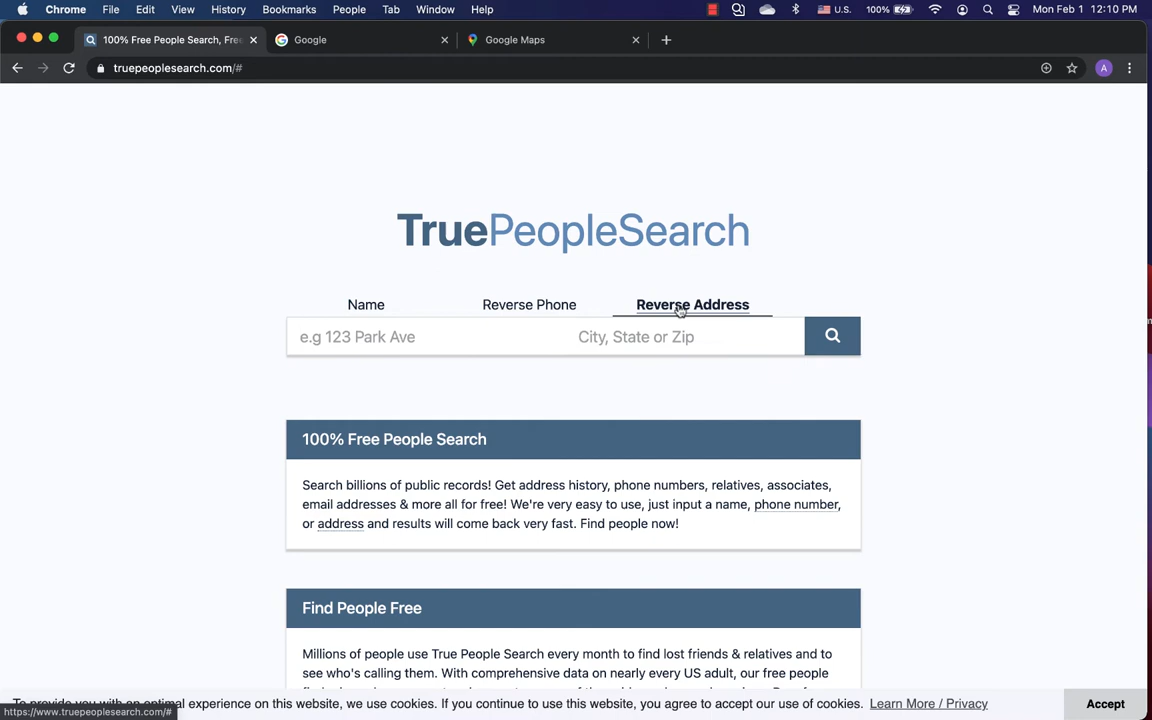 Chrome File Edit View History Bookmarks People Tab Window Help U.S. 100% Mon Feb 1 12:10 PM
100% Free People Search, Free Google Google Maps
truepeoplesearch.com/# A
TruePeopleSearch
Name Reverse Phone Reverse Address
e.g 123 Park Ave City, State or Zip
100% Free People Search
Search billions of public records! Get address history, phone numbers, relatives, associates,
email addresses & more all for free! We're very easy to use, just input a name, phone number,
or address and results will come back very fast. Find people now!
Find People Free
Millions of people use True People Search every month to find lost friends & relatives and to
see who's calling them. With comprehensive data on nearly every US adult, our free people
To provide you with an optimal experience on this website, we use cookies. If you continue to use this website, you agree to accept our use of cookies. Learn More / Privacy Accept
https://www.truepeoplesearch.com/#